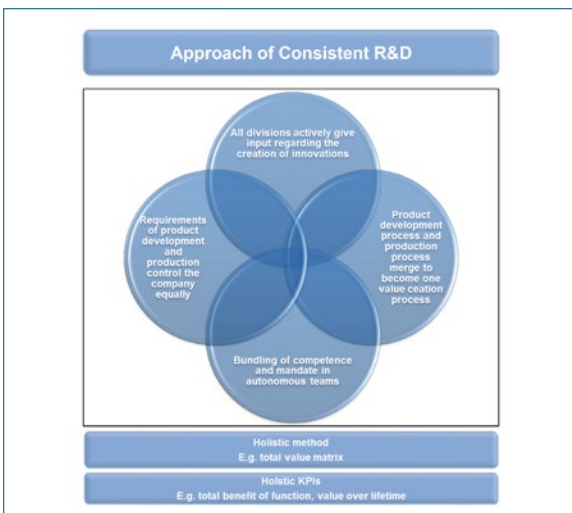 Approach of Consistent R&D
All divisions actively give
input regarding the
creation of innovations
Requirements
of product
development
and
production
control the
company
equally
Product
development
process and
production
process
merge to
become one
value ceation
process
Bundling of competence
and mandate in
autonomous teams
Holistic method
E.g. total value matrix
Holstic KPIs
E.g. total benefit of function, value over lifetime